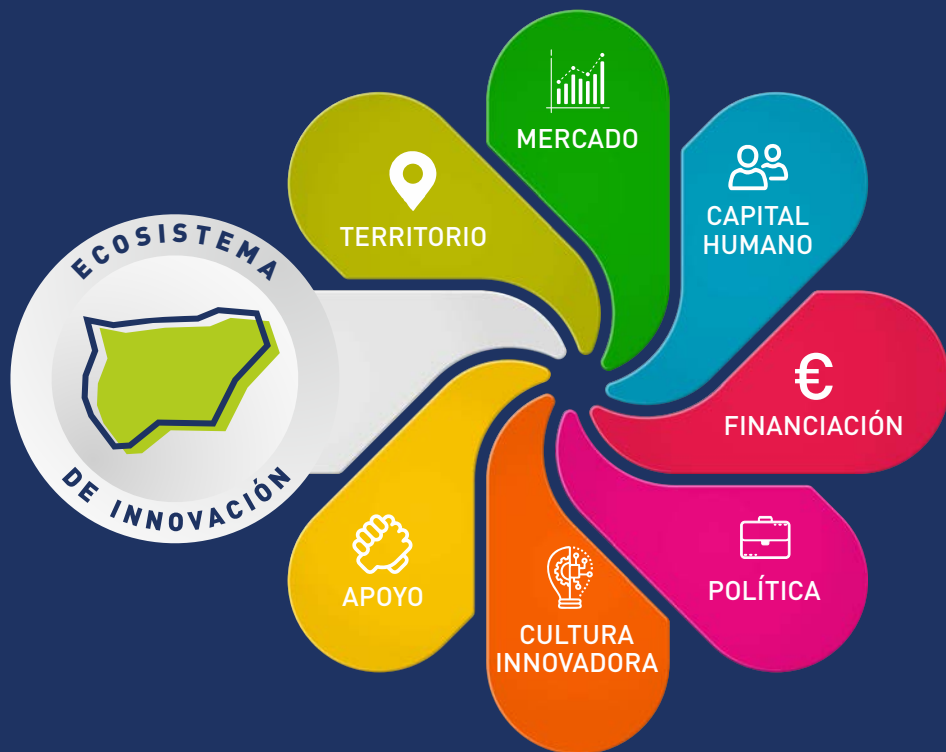 ECOSISTEMA
DE INNOVACIÓN
TERRITORIO
MERCADO
CAPITAL
HUMANO
€
FINANCIACIÓN
POLÍTICA
CULTURA
INNOVADORA
APOYO